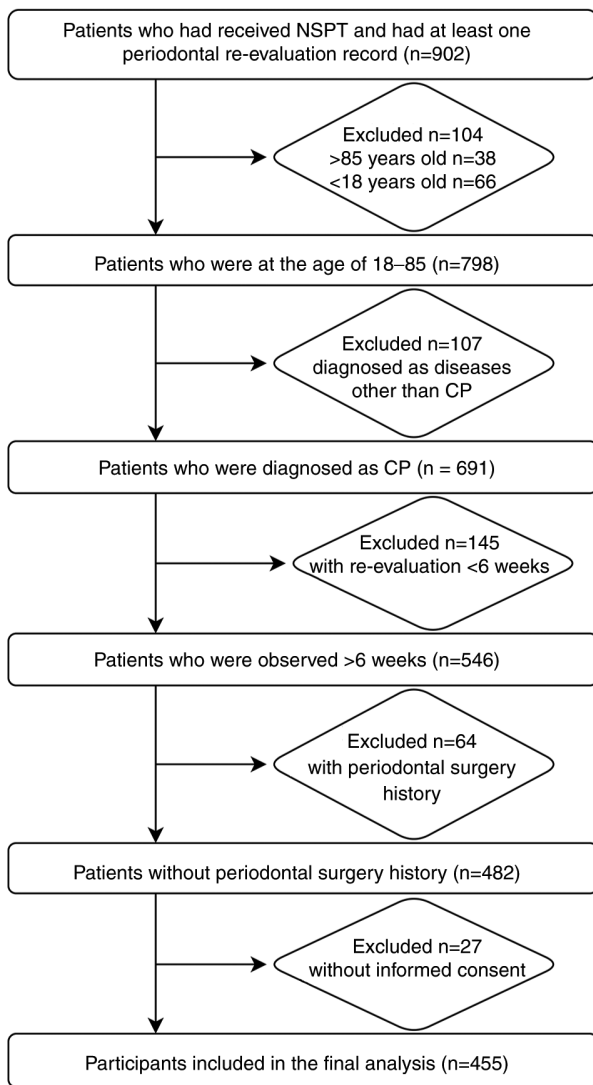 Patients who had received NSPT and had at least one
periodontal re-evaluation record (n=902)
Excluded n=104
>85 years old n=38
<18 years old n=66
Patients who were at the age of 18–85 (n=798)
Excluded n=107
diagnosed as diseases
other than CP
Patients who were diagnosed as CP (n = 691)
Excluded n=145
with re-evaluation <6 weeks
Patients who were observed >6 weeks (n=546)
Excluded n=64
with periodontal surgery
history
Patients without periodontal surgery history (n=482)
Excluded n=27
without informed consent
Participants included in the final analysis (n=455)